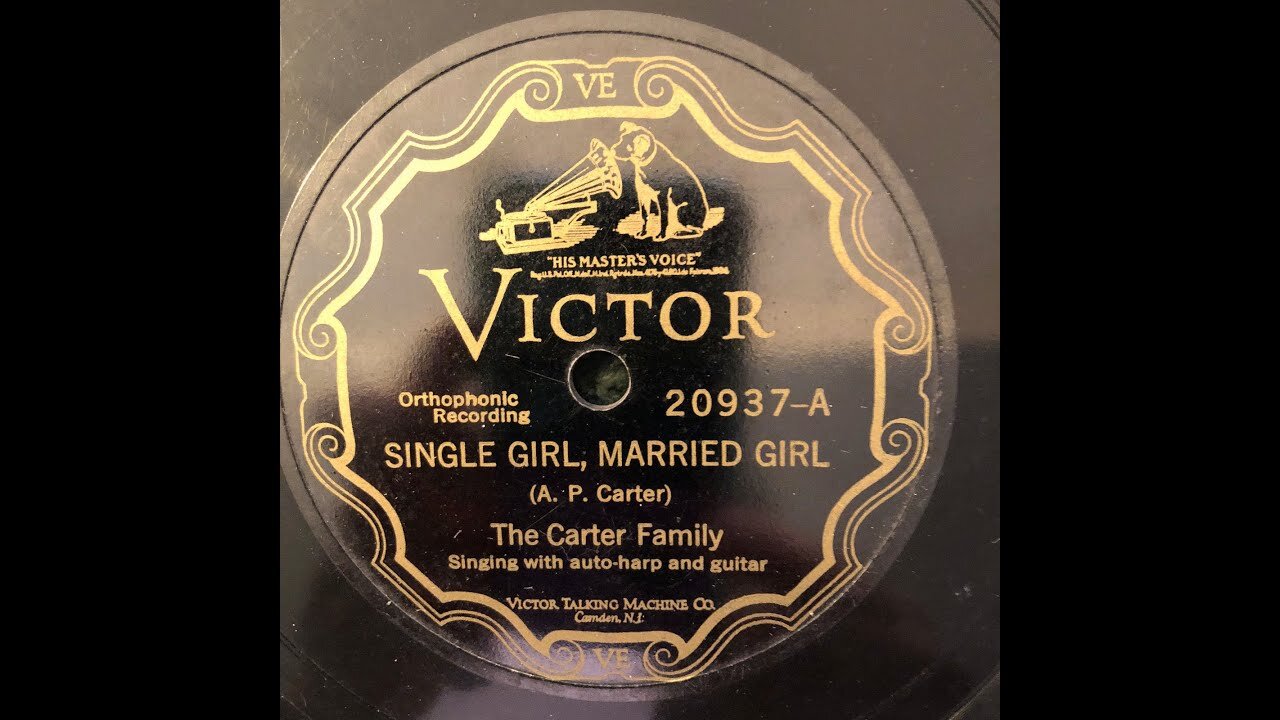 VE
"HIS MASTER'S VOICE"
VICTOR
Orthophonic
Recording
20937-A
SINGLE GIRL, MARRIED GIRL
(A. P. Carter)
The Carter Family
Singing with auto-harp and guitar
VICTOR TALKING MACHINE CO.
Camden, N.J.
VE